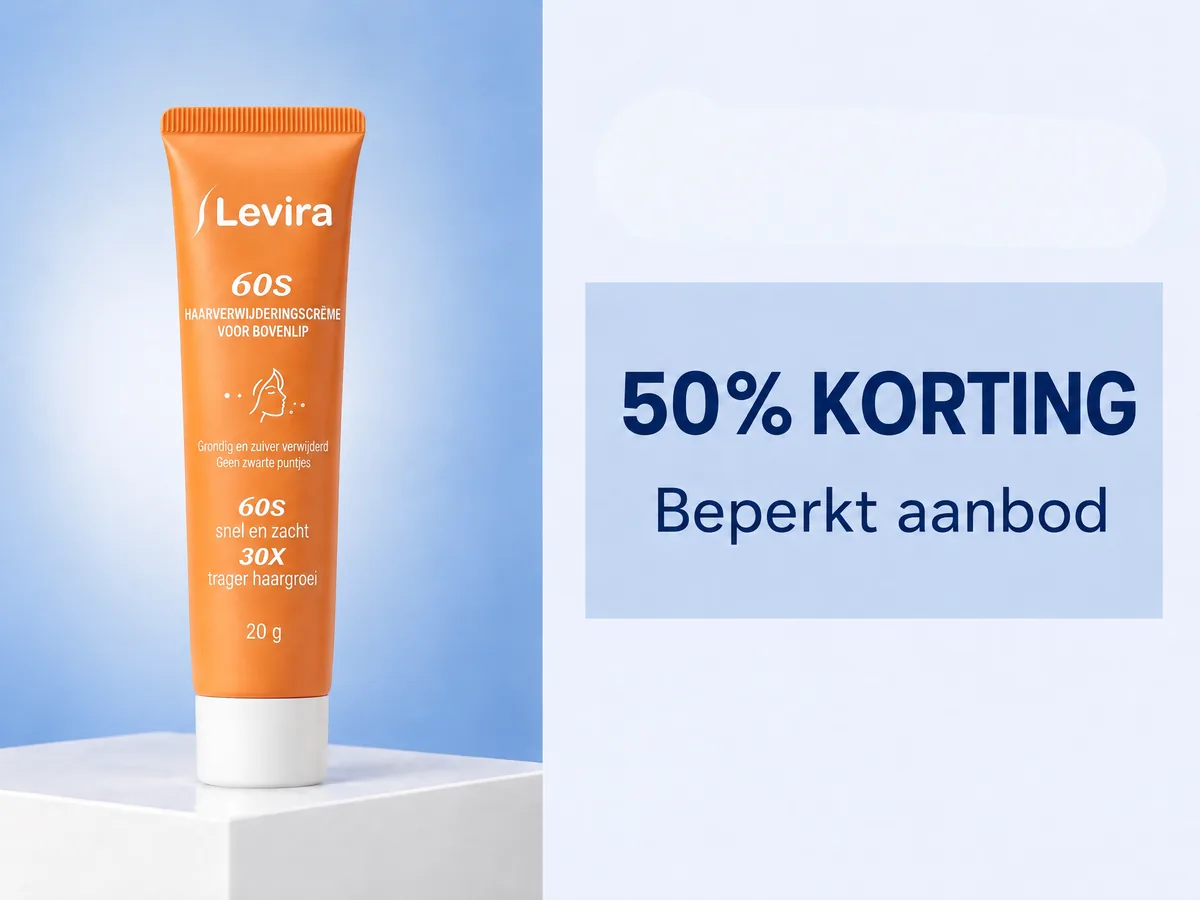 Levira
60S
HAARVERWIJDERINGSCRÈME
VOOR BOVENLIP
Grondig en zuiver verwijderd
Geen zwarte puntjes
60S
snel en zacht
30X
trager haargroei
20 g
50% KORTING
Beperkt aanbod